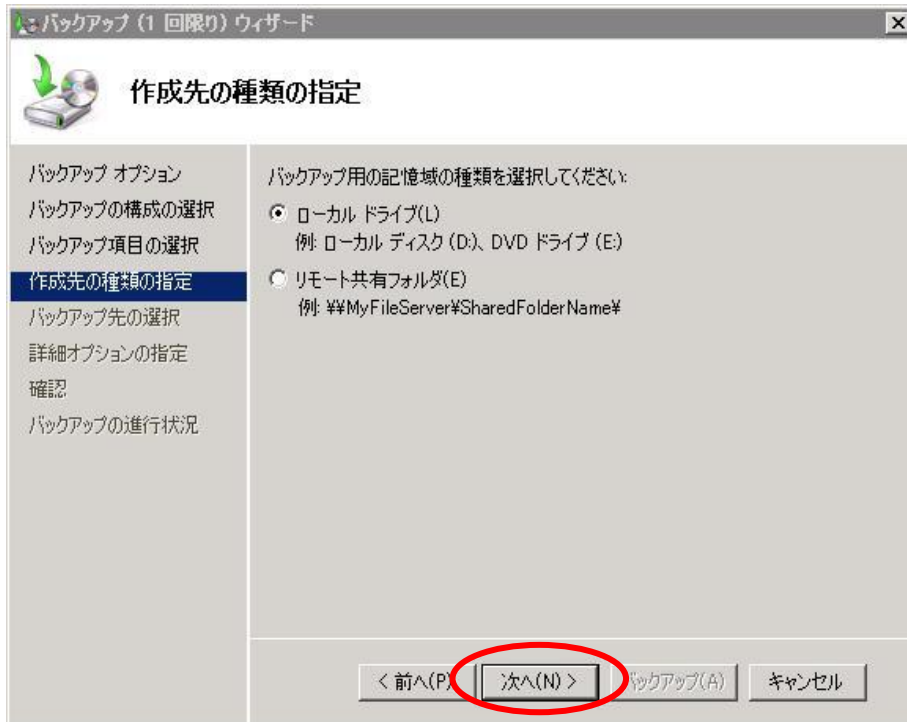 バックアップ (1 回限り) ウィザード
作成先の種類の指定
バックアップ オプション
バックアップの構成の選択
バックアップ項目の選択
作成先の種類の指定
バックアップ先の選択
詳細オプションの指定
確認
バックアップの進行状況
バックアップ用の記憶域の種類を選択してください:
ローカル ドライブ(L)
例: ローカル ディスク (D:)、DVD ドライブ (E:)
リモート共有フォルダ(E)
例: ¥¥MyFileServer¥SharedFolderName¥
< 前へ(P)
次へ(N) >
バックアップ(A)
キャンセル